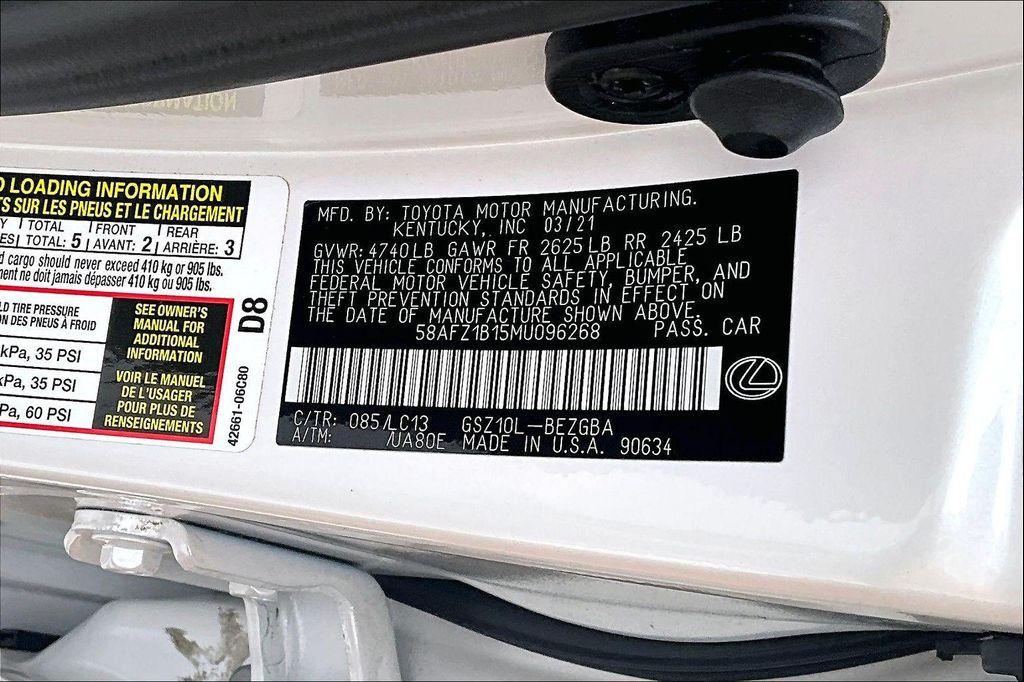 LOADING INFORMATION
TS SUR LES PNEUS ET LE CHARGEMENT
TOTAL FRONT REAR
TOTAL: 5 AVANT: 2 ARRIÈRE: 3
cargo should never exceed 410 kg or 905 lbs.
ne doit jamais dépasser 410 kg ou 905 lbs.
TIRE PRESSURE
DES PNEUS À FROID
kPa, 35 PSI
kPa, 35 PSI
kPa, 60 PSI
SEE OWNER'S
MANUAL FOR
ADDITIONAL
INFORMATION
VOIR LE MANUEL
DE L'USAGER
POUR PLUS DE
RENSEIGNEMENTS
D8
42661-06C80
MFD. BY: TOYOTA MOTOR MANUFACTURING.
KENTUCKY, INC 03/21
GVWR: 4740 LB GAWR FR 2625 LB RR 2425 LB
THIS VEHICLE CONFORMS TO ALL APPLICABLE
FEDERAL MOTOR VEHICLE SAFETY, BUMPER, AND
THEFT PREVENTION STANDARDS IN EFFECT ON
THE DATE OF MANUFACTURE SHOWN ABOVE.
58AFZ1B15MU096268 PASS. CAR
C/TR: 085/LC13 GSZ10L-BEZGBA
A/TM: /UA80E MADE IN U.S.A. 90634